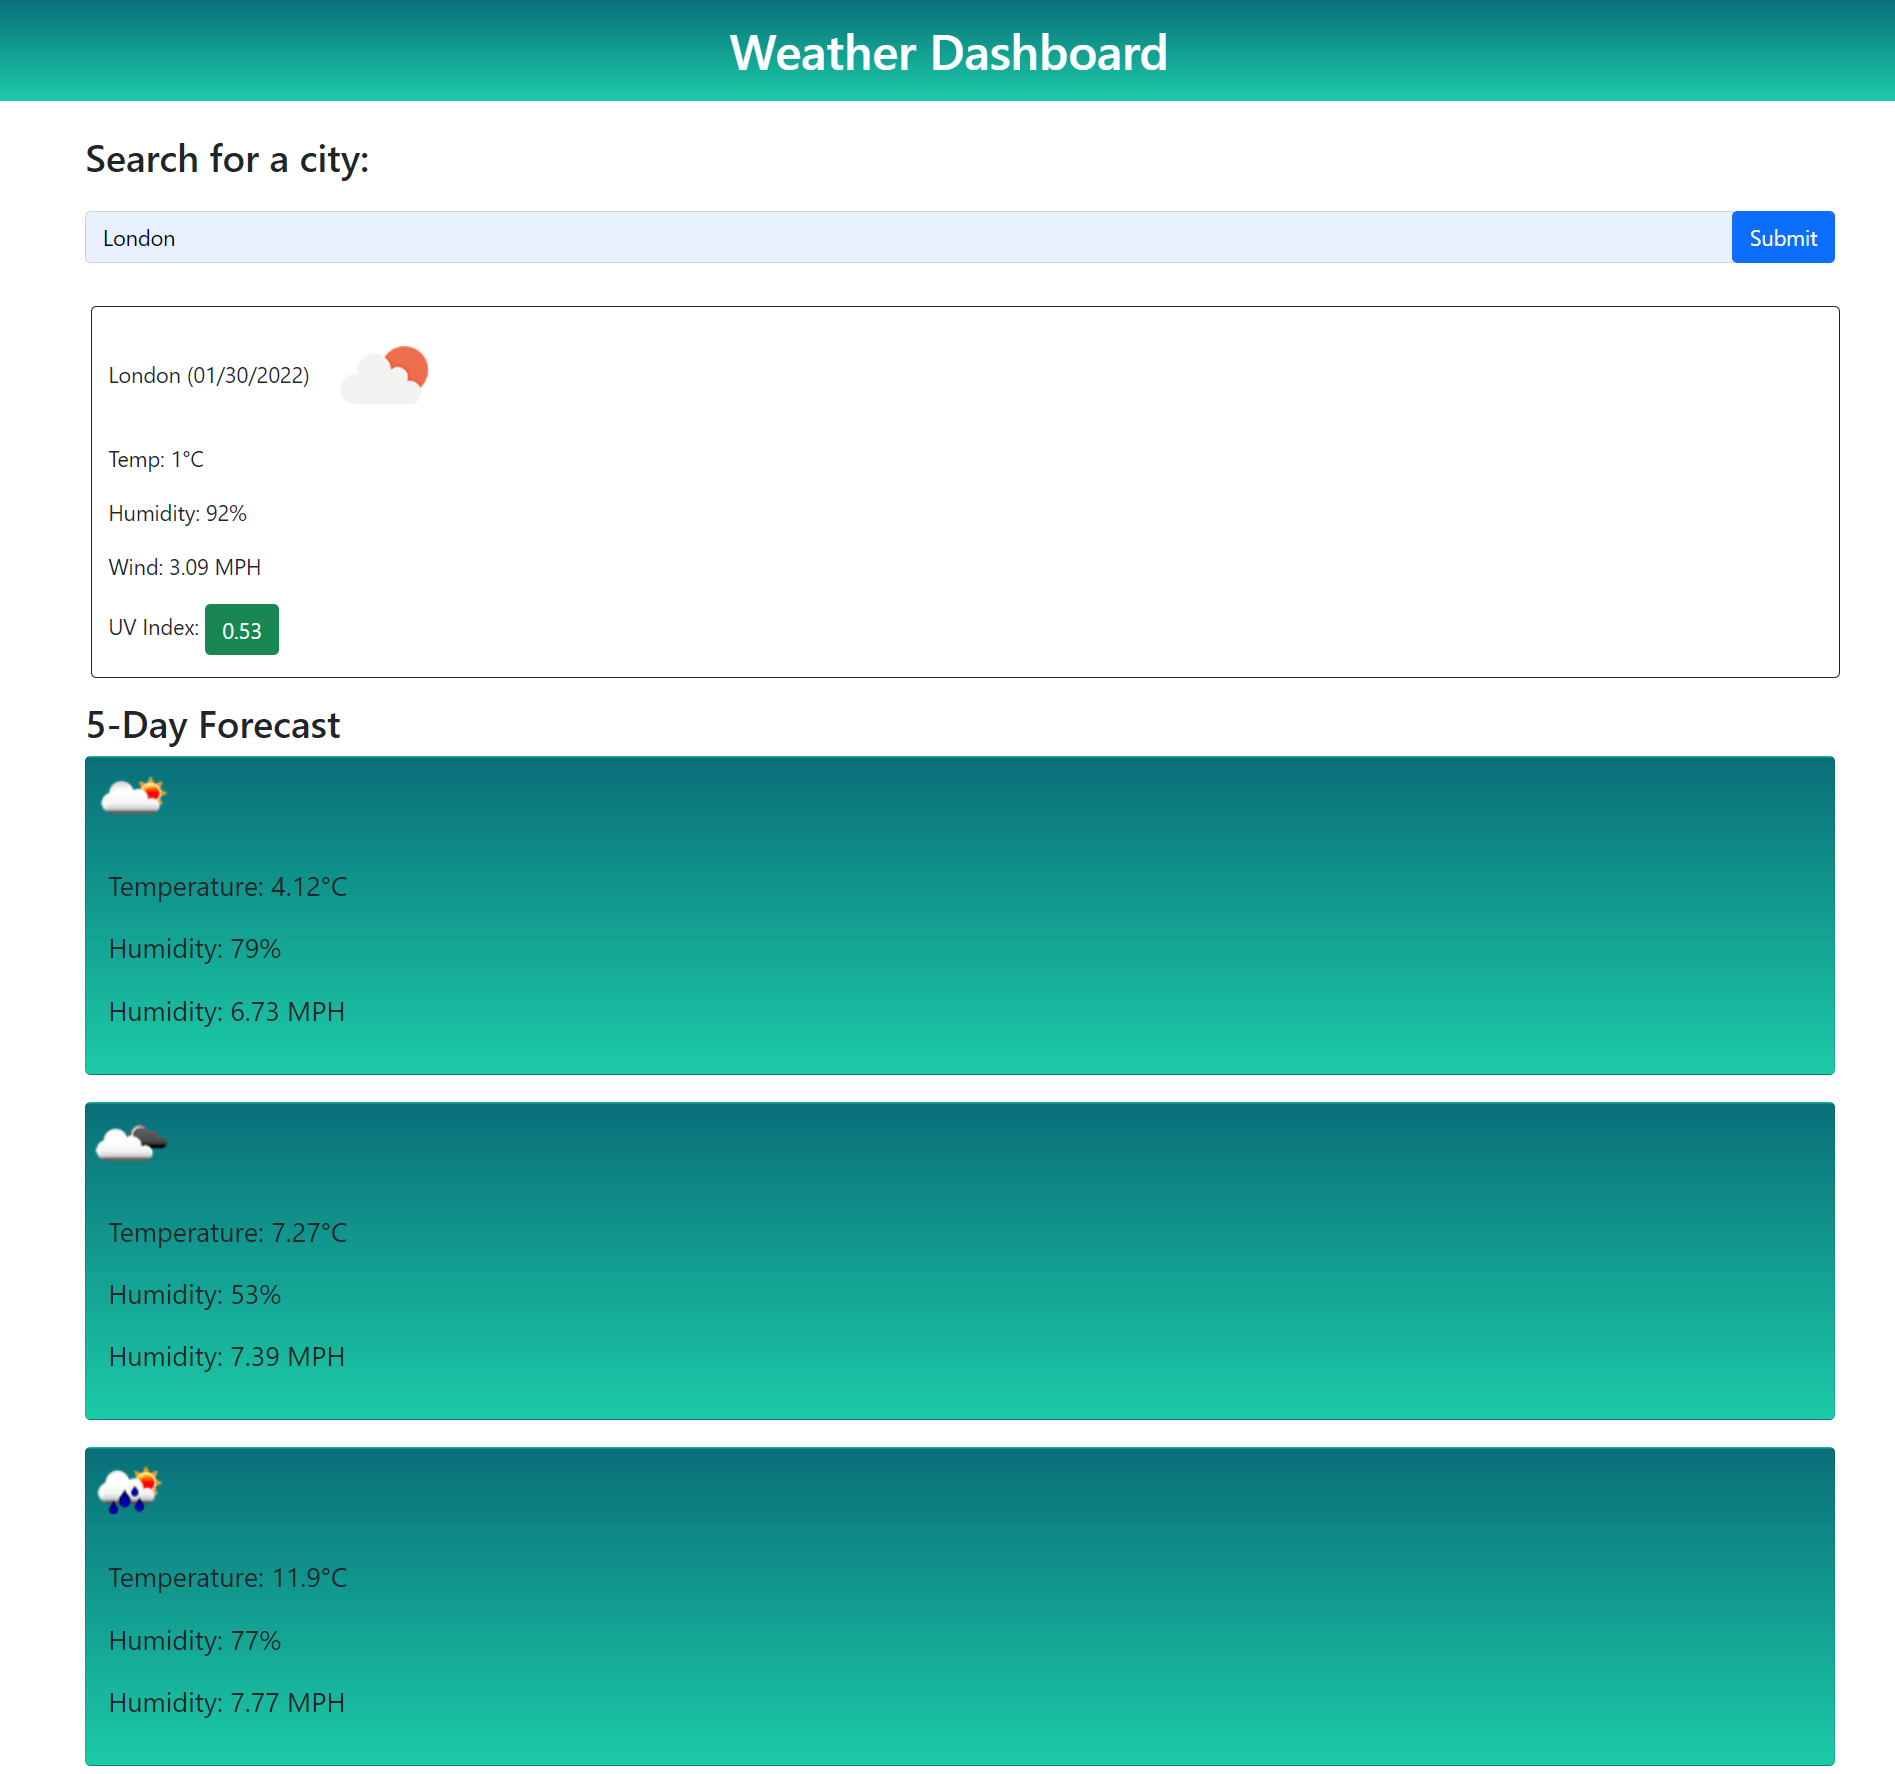 Weather Dashboard
Search for a city:
London
Submit
London (01/30/2022)
Temp: 1°C
Humidity: 92%
Wind: 3.09 MPH
UV Index: 0.53
5-Day Forecast
Temperature: 4.12°C
Humidity: 79%
Humidity: 6.73 MPH
Temperature: 7.27°C
Humidity: 53%
Humidity: 7.39 MPH
Temperature: 11.9°C
Humidity: 77%
Humidity: 7.77 MPH